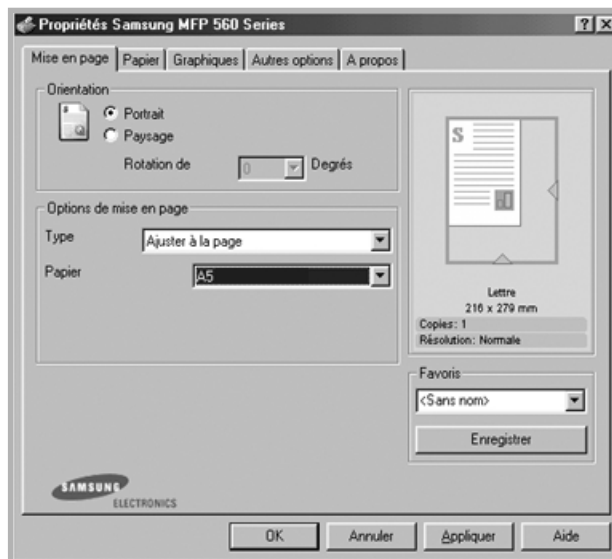 Propriétés Samsung MFP 560 Series
Mise en page Papier Graphiques Autres options A propos
Orientation
Portrait
Paysage
Rotation de 0 Degrés
Options de mise en page
Type Ajuster à la page
Papier A5
S
Lettre
216 x 279 mm
Copies: 1
Résolution: Normale
Favoris
<Sans nom>
Enregistrer
SAMSUNG
ELECTRONICS
OK Annuler Appliquer Aide